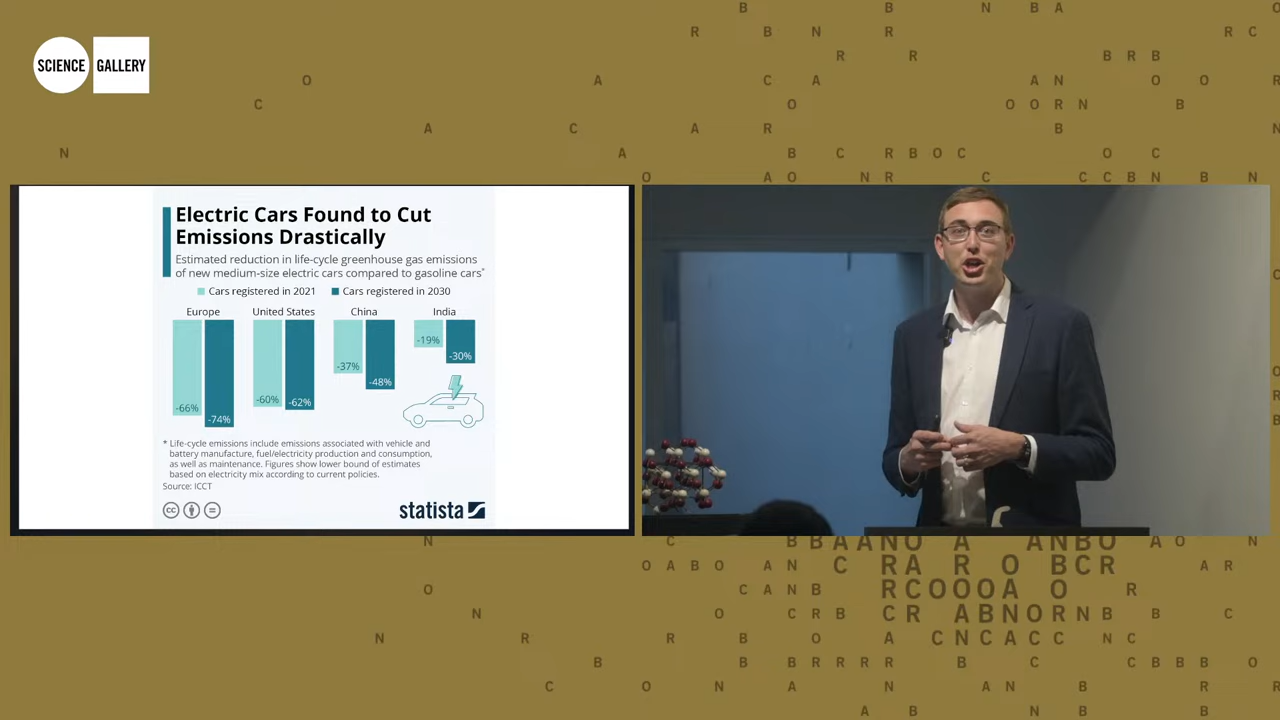 SCIENCE GALLERY
Electric Cars Found to Cut
Emissions Drastically
Estimated reduction in life-cycle greenhouse gas emissions
of new medium-size electric cars compared to gasoline cars*
Cars registered in 2021 Cars registered in 2030
Europe United States China India
-66% -74% -60% -62% -37% -48% -19% -30%
* Life-cycle emissions include emissions associated with vehicle and
battery manufacture, fuel/electricity production and consumption,
as well as maintenance. Figures show lower bound of estimates
based on electricity mix according to current policies.
Source: ICCT
cc
statista